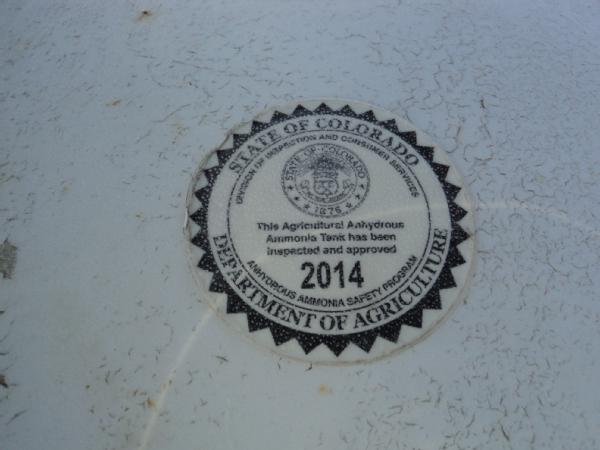 STATE OF COLORADO
DIVISION OF INSPECTION AND CONSUMER SERVICES
STATE OF COLORADO
1876
This Agricultural Anhydrous
Ammonia Tank has been
inspected and approved
2014
ANHYDROUS AMMONIA SAFETY PROGRAM
DEPARTMENT OF AGRICULTURE